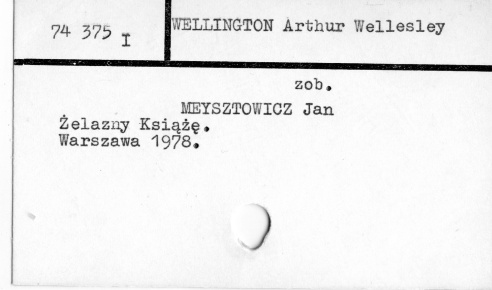 74 375 I
WELLINGTON Arthur Wellesley
zob.
MEYSZTOWICZ Jan
Żelazny Książę.
Warszawa 1978.